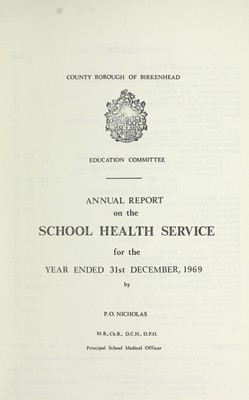 COUNTY BOROUGH OF BIRKENHEAD
EDUCATION COMMITTEE
ANNUAL REPORT
on the
SCHOOL HEALTH SERVICE
for the
YEAR ENDED 31st DECEMBER, 1969
by
P.O. NICHOLAS
M.B., Ch.B., D.C.H., D.P.H.
Principal School Medical Officer